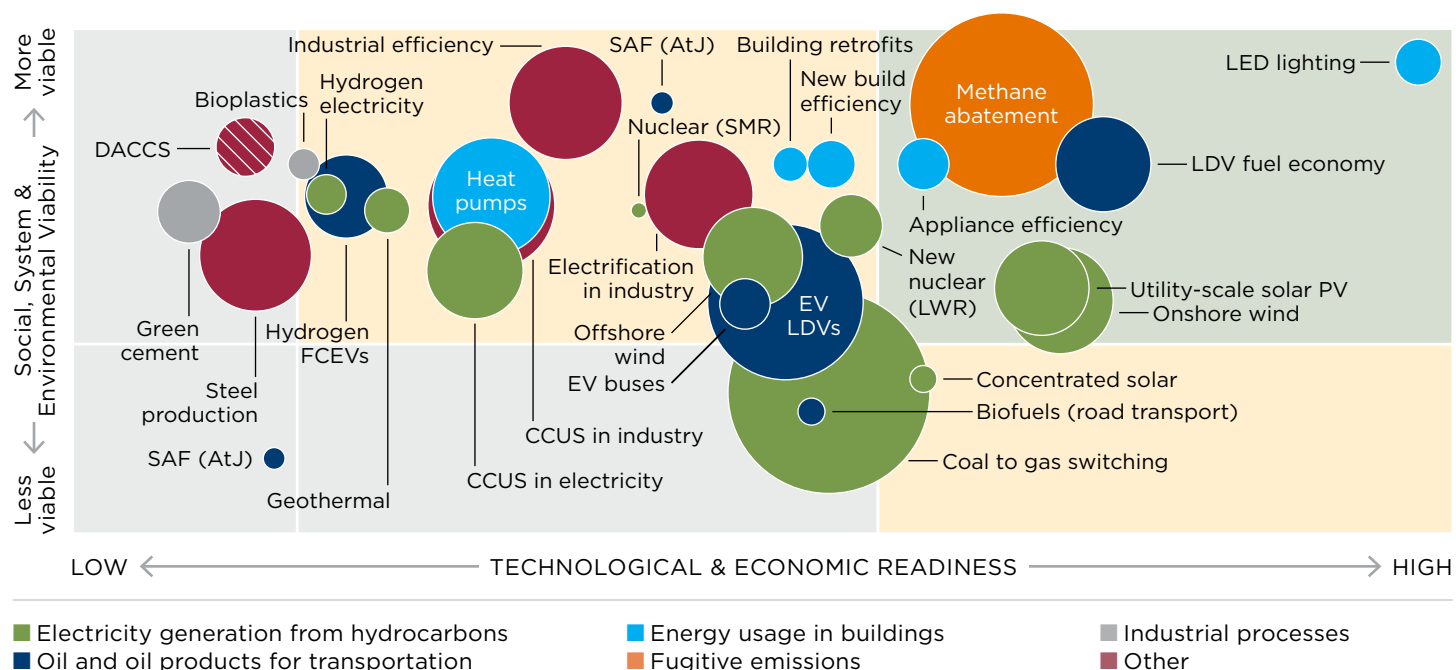 More
viable
Social, System &
Environmental Viability
Less
viable
Industrial efficiency
SAF (AtJ)
Building retrofits
LED lighting
Hydrogen
electricity
New build
efficiency
Methane
abatement
Bioplastics
Nuclear (SMR)
DACCS
LDV fuel economy
Heat
pumps
Appliance efficiency
Electrification
in industry
New
nuclear
(LWR)
Utility-scale solar PV
Onshore wind
EV
LDVs
Green
cement
Hydrogen
FCEVs
Offshore
wind
EV buses
Concentrated solar
Steel
production
Biofuels (road transport)
CCUS in industry
SAF (AtJ)
Coal to gas switching
CCUS in electricity
Geothermal
LOW
TECHNOLOGICAL & ECONOMIC READINESS
HIGH
Electricity generation from hydrocarbons
Energy usage in buildings
Industrial processes
Oil and oil products for transportation
Fugitive emissions
Other